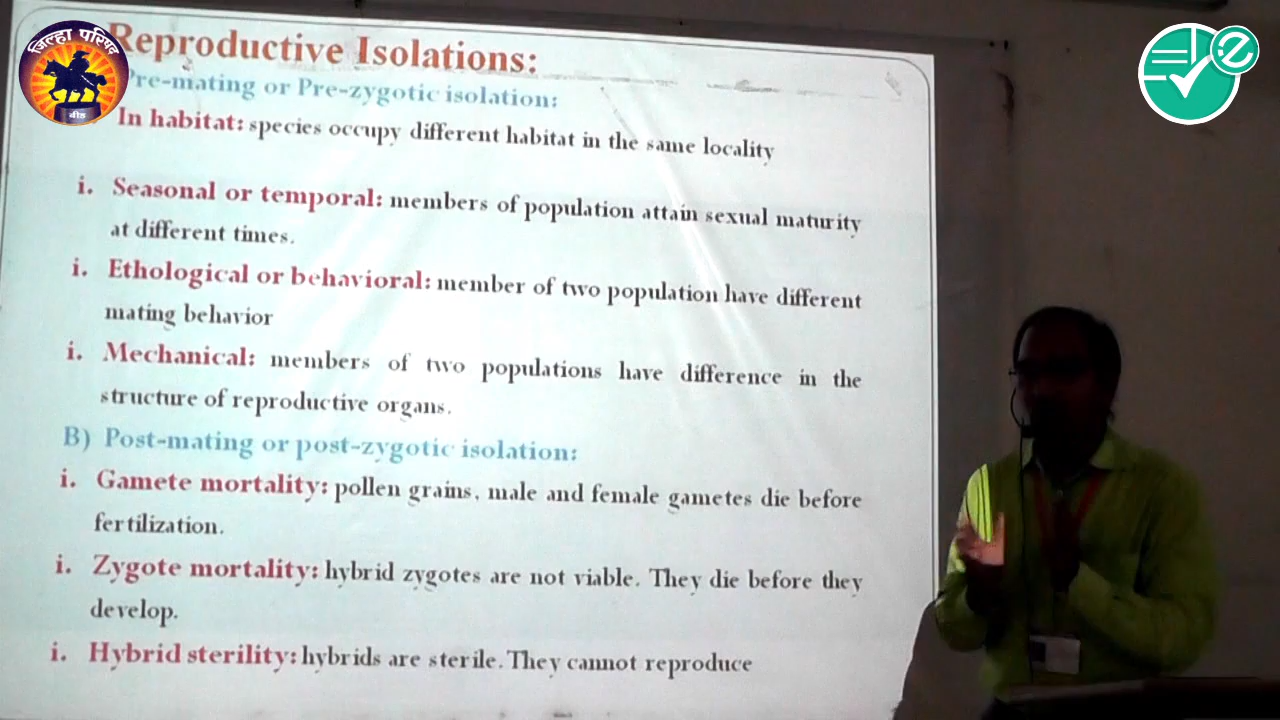 जिल्हा परिषद
बीड
Reproductive Isolations:
Pre-mating or Pre-zygotic isolation:
In habitat: species occupy different habitat in the same locality
i. Seasonal or temporal: members of population attain sexual maturity
at different times.
i. Ethological or behavioral: member of two population have different
mating behavior
i. Mechanical: members of two populations have difference in the
structure of reproductive organs.
B) Post-mating or post-zygotic isolation:
i. Gamete mortality: pollen grains, male and female gametes die before
fertilization.
i. Zygote mortality: hybrid zygotes are not viable. They die before they
develop.
i. Hybrid sterility: hybrids are sterile. They cannot reproduce